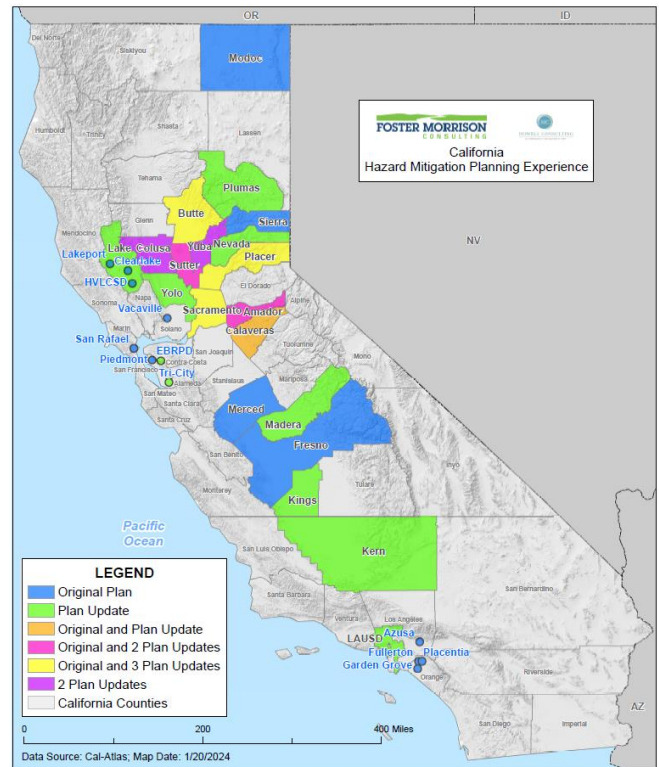 OR
ID
Del Norte
Siskiyou
Modoc
Humboldt
Trinity
Shasta
Lassen
FOSTER MORRISON
CONSULTING
HOWELL CONSULTING
California
Hazard Mitigation Planning Experience
Tehama
Plumas
Butte
Glenn
Sierra
Mendocino
Lake
Colusa
Yuba
Nevada
NV
Lakeport
Clearlake
Sutter
Placer
HVLCSD
Sonoma
Napa
Yolo
El Dorado
Vacaville
Sacramento
Amador
Alpine
Marin
Solano
Calaveras
San Rafael
EBRPD
San Joaquin
Tuolumne
Piedmont
Contra Costa
Mono
San Francisco
Tri-City
Alameda
Stanislaus
Mariposa
San Mateo
Santa Clara
Merced
Santa Cruz
Madera
Fresno
San Benito
Inyo
Monterey
Tulare
Kings
Pacific
Ocean
San Luis Obispo
Kern
San Bernardino
LEGEND
Original Plan
Plan Update
Original and Plan Update
Original and 2 Plan Updates
Original and 3 Plan Updates
2 Plan Updates
California Counties
Santa Barbara
Ventura
Los Angeles
LAUSD
Azusa
Fullerton
Placentia
Garden Grove
Orange
Riverside
AZ
San Diego
Imperial
0
200
400 Miles
Data Source: Cal-Atlas; Map Date: 1/20/2024